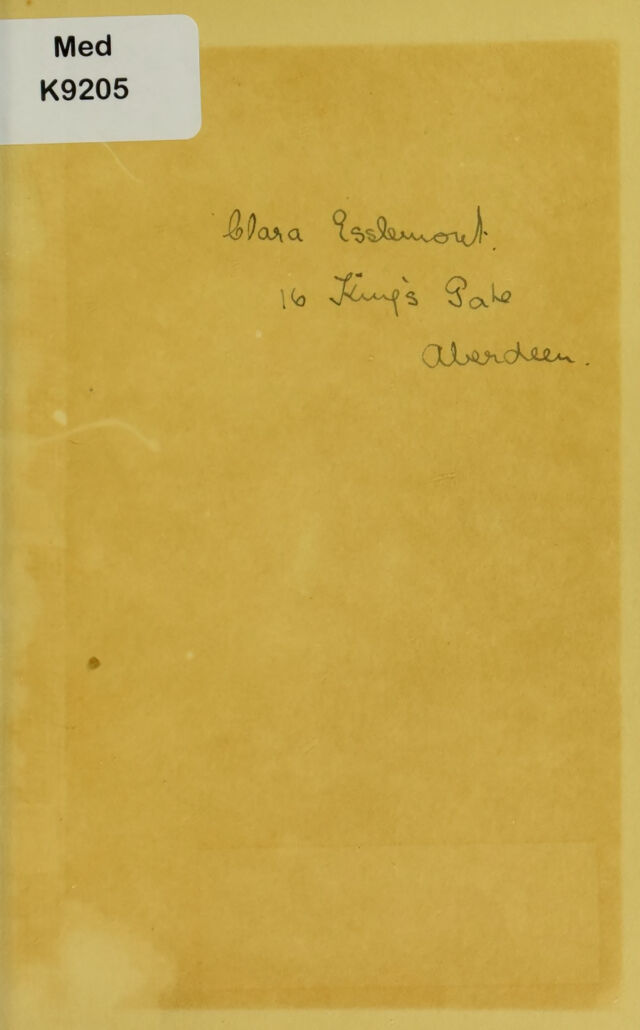 Med
K9205
Clara Esslemont.
16 King's Gate
Aberdeen.